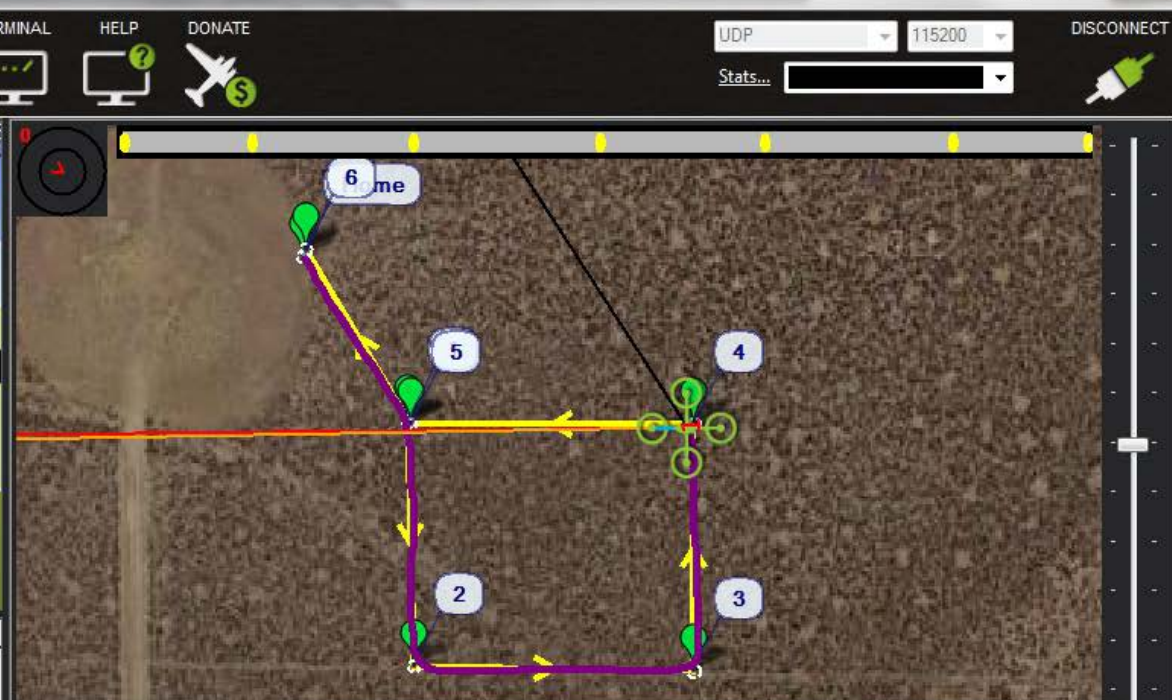 RMINAL
HELP
DONATE
UDP
115200
DISCONNECT
?
$
Stats...
0
6
me
5
4
2
3